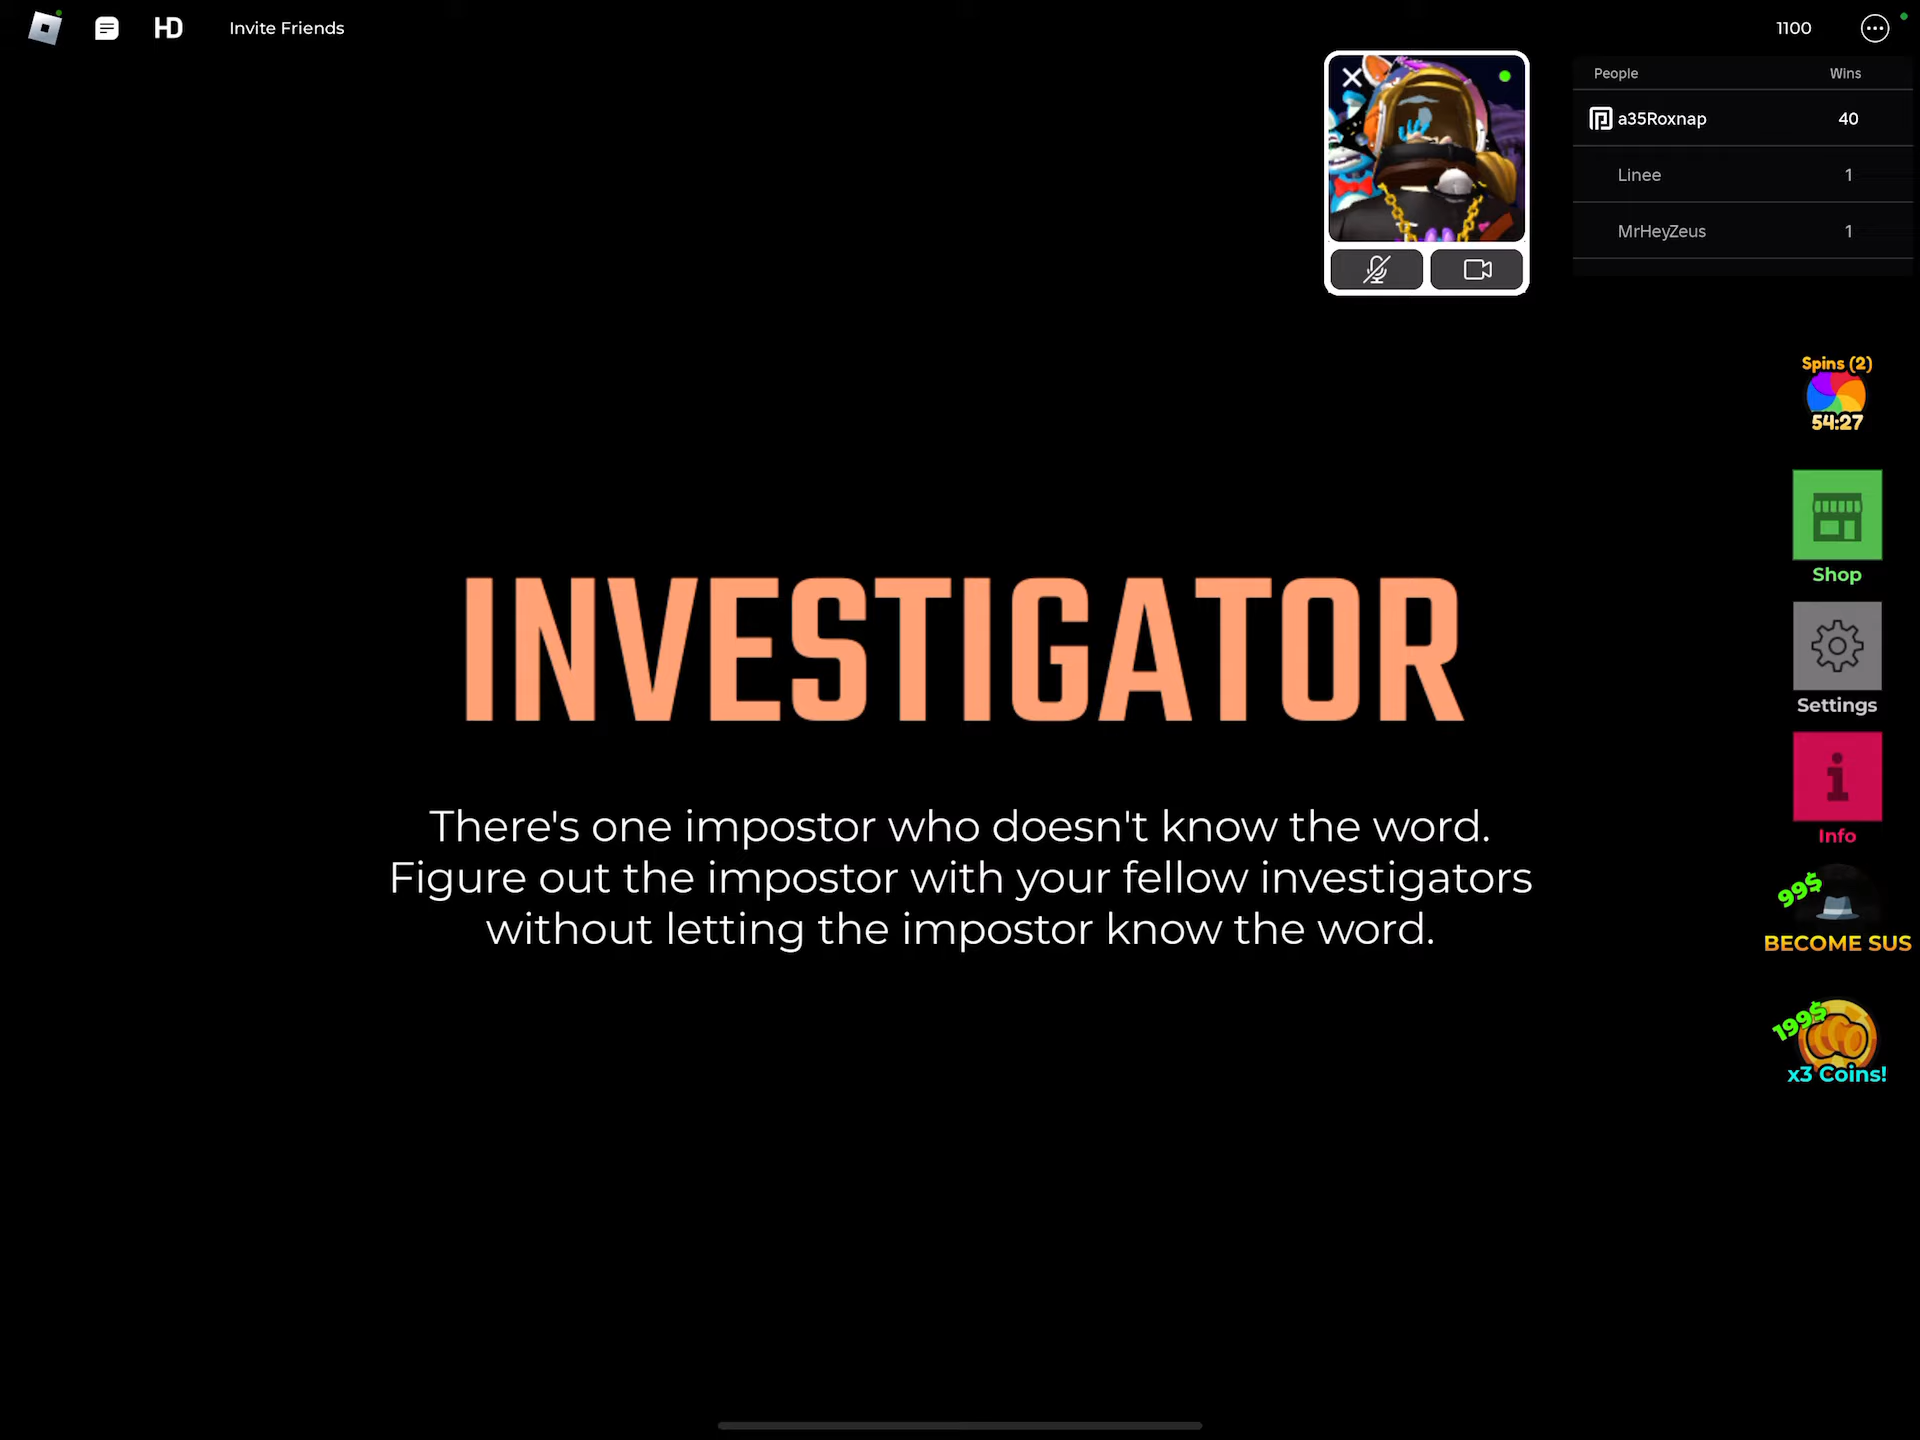 HD
Invite Friends
1100
People Wins
a35Roxnap 40
Linee 1
MrHeyZeus 1
Spins (2)
54:27
Shop
Settings
Info
99$
BECOME SUS
199$
x3 Coins!
INVESTIGATOR
There's one impostor who doesn't know the word.
Figure out the impostor with your fellow investigators
without letting the impostor know the word.